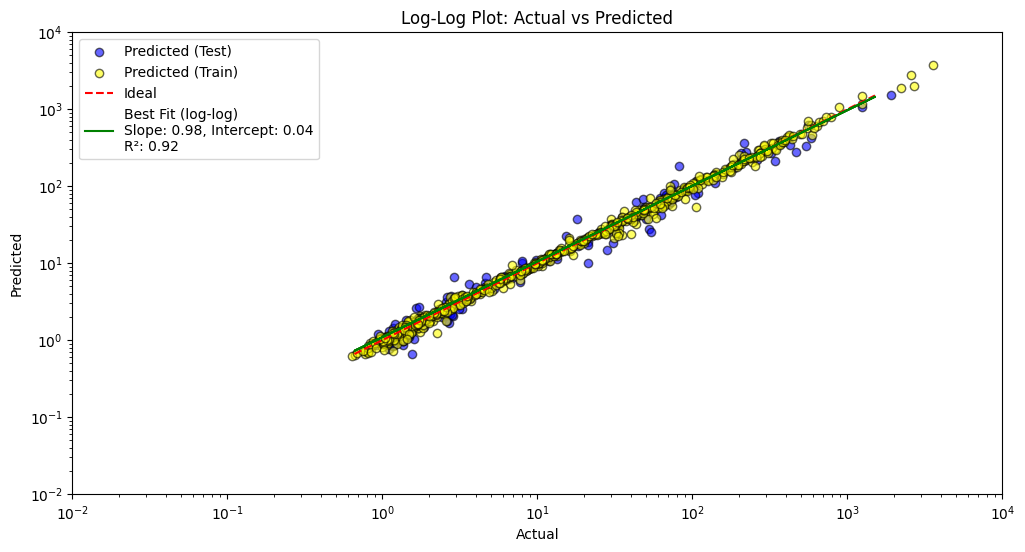 Log-Log Plot: Actual vs Predicted
10⁴
10³
10²
10¹
10⁰
10⁻¹
10⁻²
Predicted
Predicted (Test)
Predicted (Train)
Ideal
Best Fit (log-log)
Slope: 0.98, Intercept: 0.04
R²: 0.92
10⁻² 10⁻¹ 10⁰ 10¹ 10² 10³ 10⁴
Actual